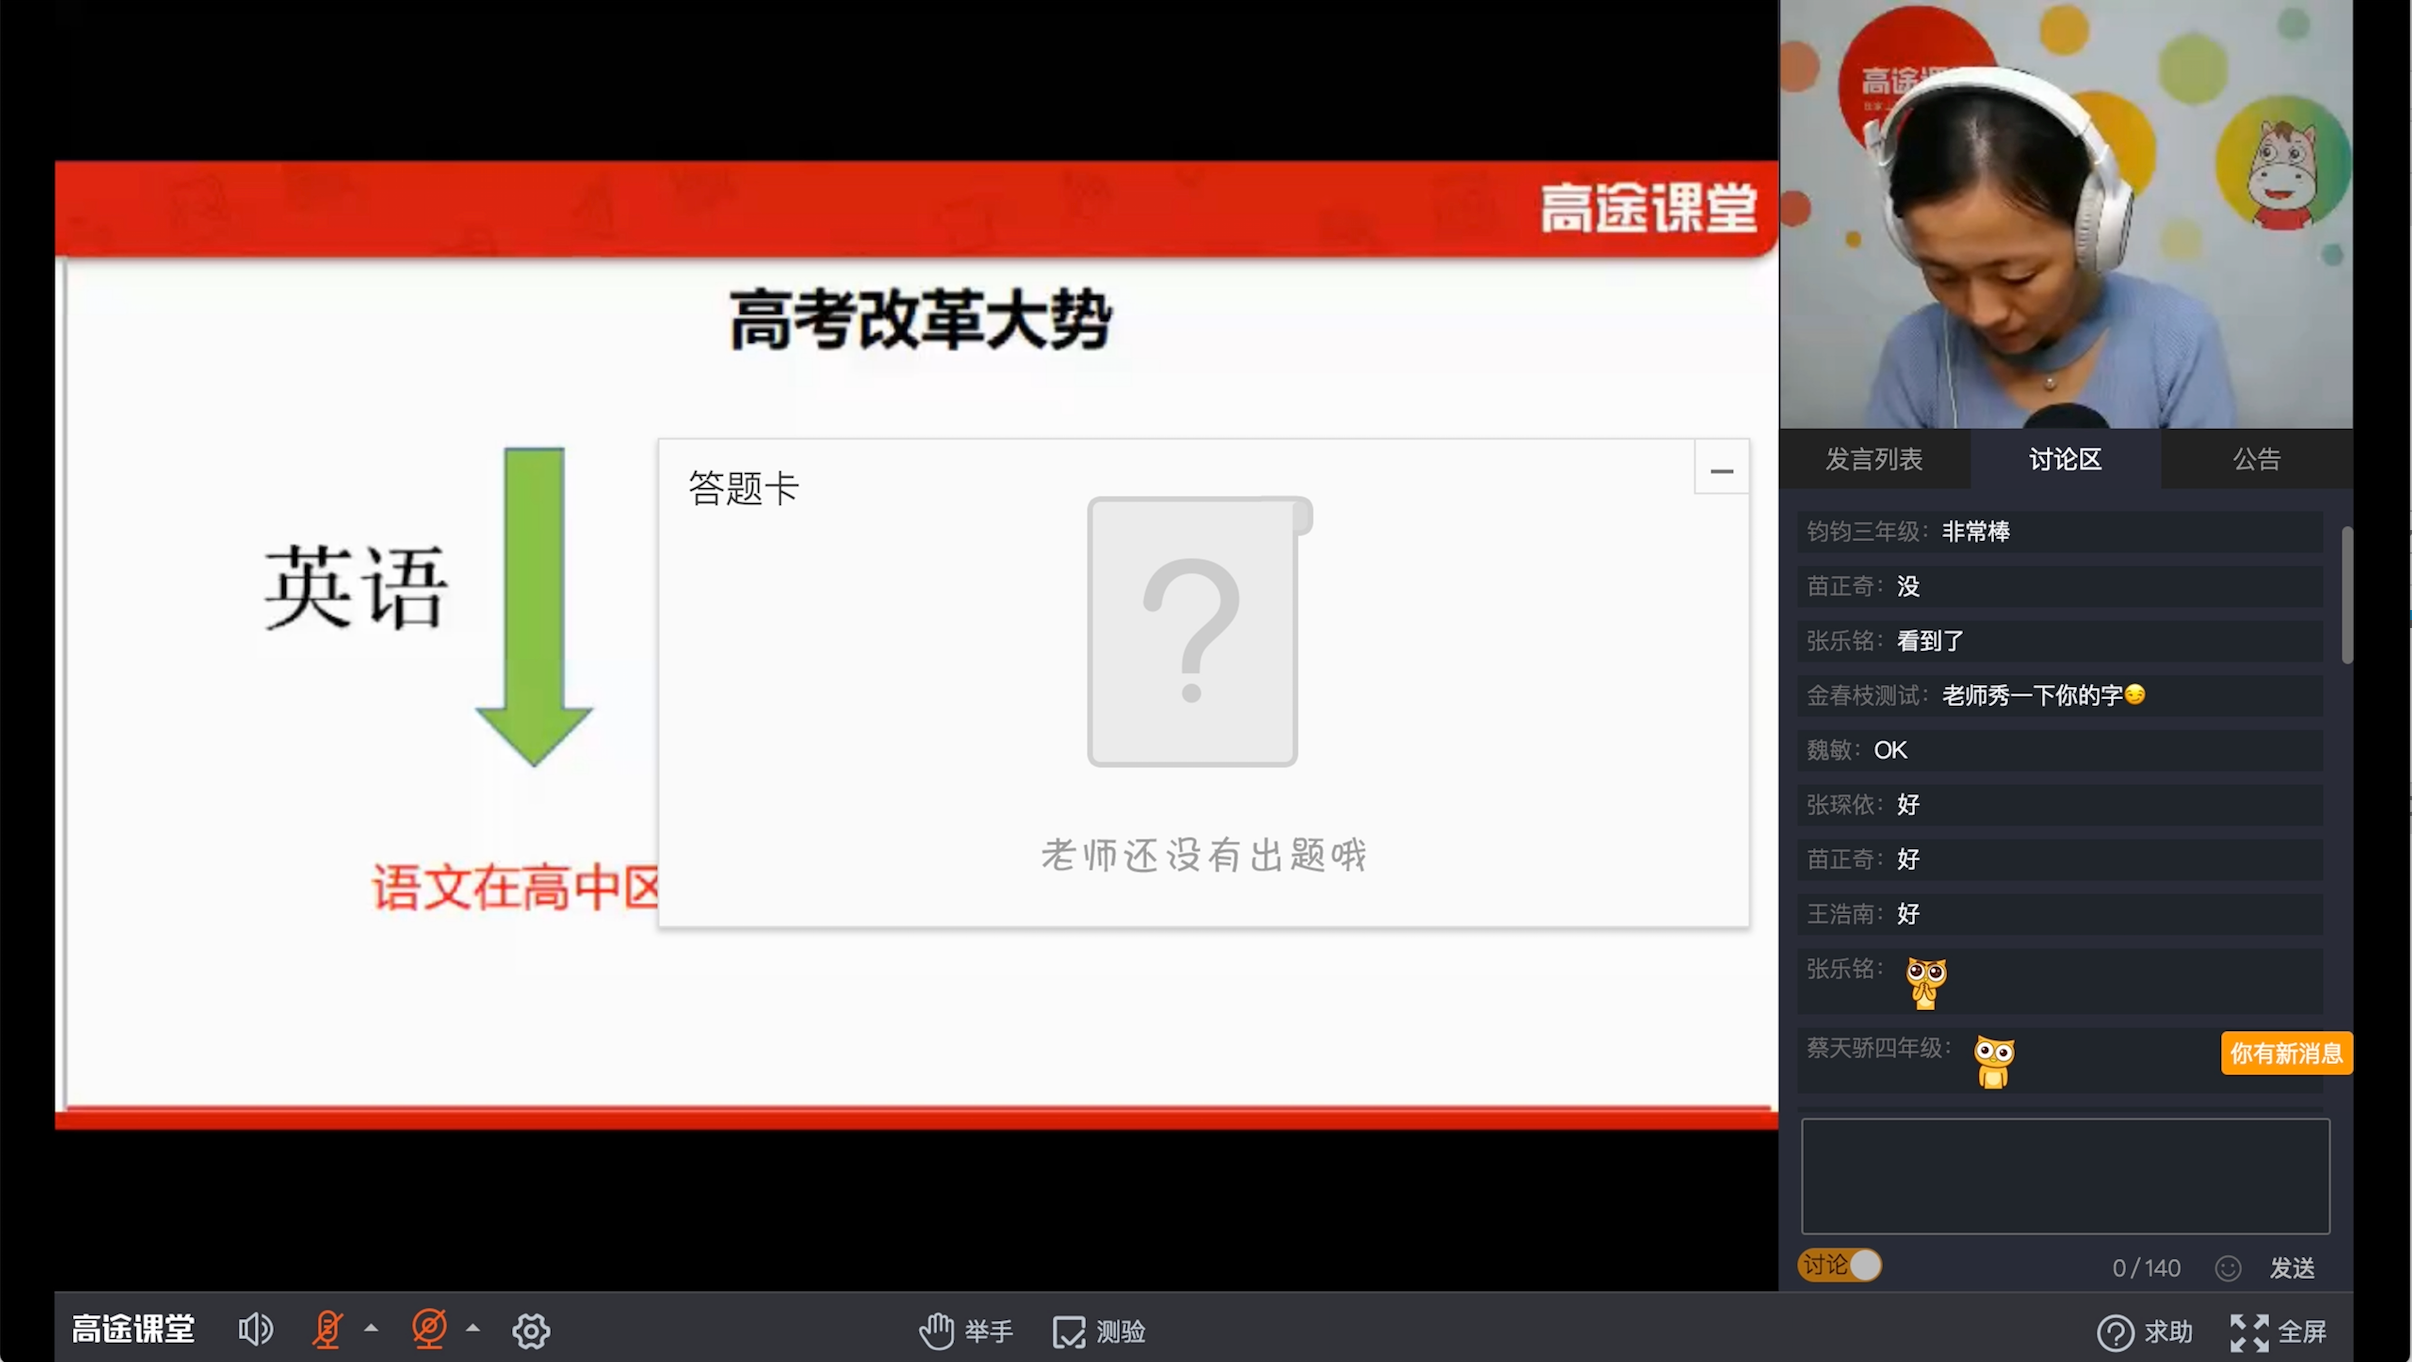 高途课堂
高考改革大势
英语
语文在高中区
答题卡
老师还没有出题哦
高途课
发言列表
讨论区
公告
钧钧三年级：非常棒
苗正奇：没
张乐铭：看到了
金春枝测试：老师秀一下你的字😏
魏敏：OK
张琛依：好
苗正奇：好
王浩南：好
张乐铭：
蔡天骄四年级：
你有新消息
讨论
0/140
发送
高途课堂
举手
测验
求助
全屏